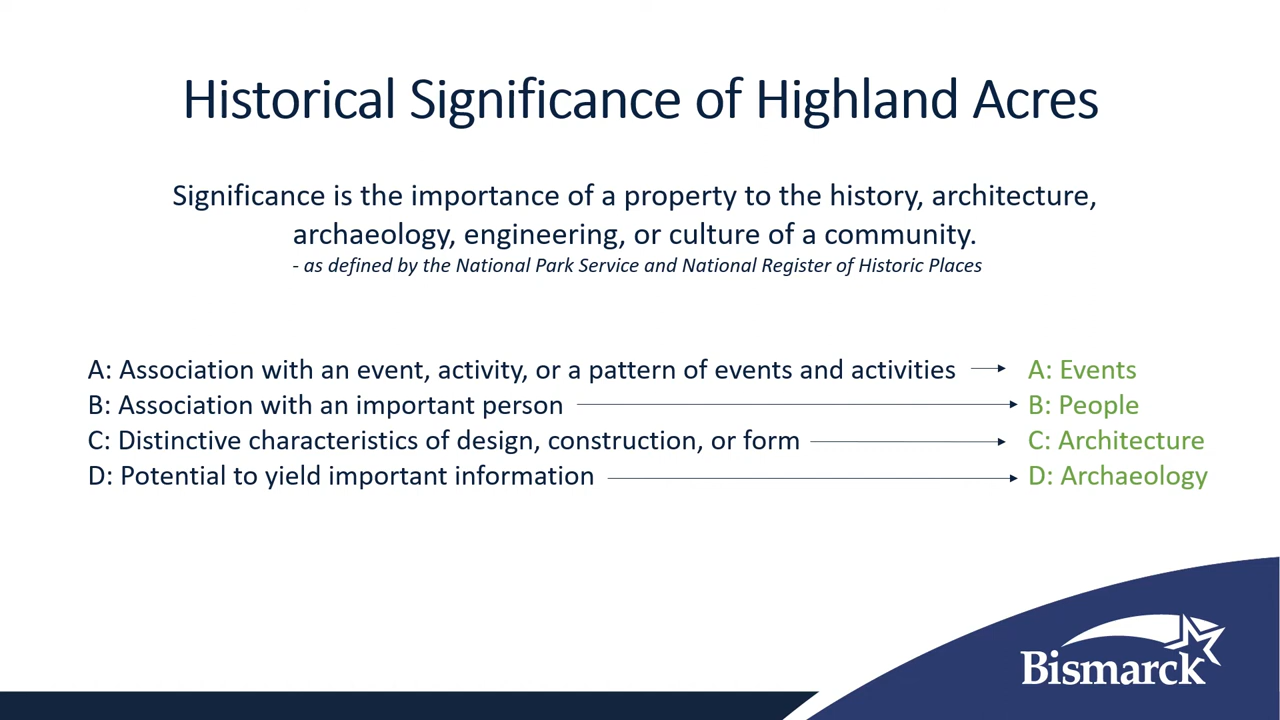 Historical Significance of Highland Acres
Significance is the importance of a property to the history, architecture,
archaeology, engineering, or culture of a community.
- as defined by the National Park Service and National Register of Historic Places
A: Association with an event, activity, or a pattern of events and activities
A: Events
B: Association with an important person
B: People
C: Distinctive characteristics of design, construction, or form
C: Architecture
D: Potential to yield important information
D: Archaeology
Bismarck